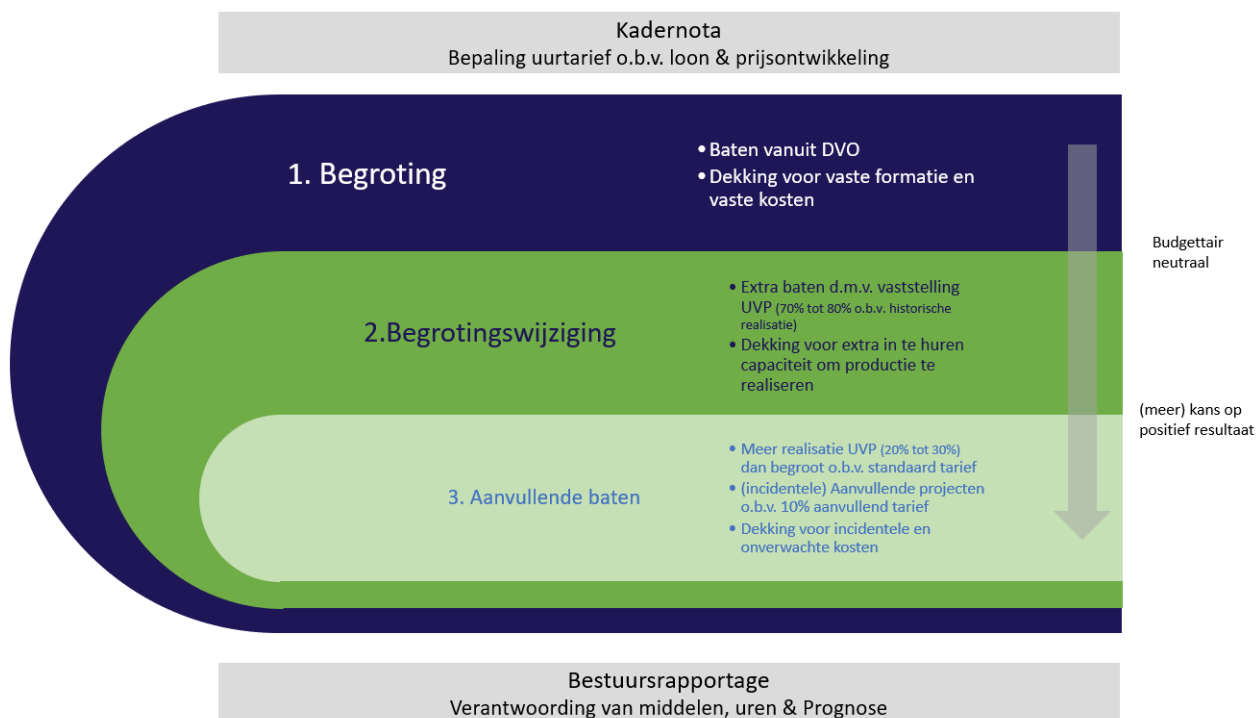 Kadernota
Bepaling uurtarief o.b.v. loon & prijsontwikkeling
1. Begroting
• Baten vanuit DVO
• Dekking voor vaste formatie en
vaste kosten
Budgettair
neutraal
2.Begrotingswijziging
• Extra baten d.m.v. vaststelling
UVP (70% tot 80% o.b.v. historische
realisatie)
• Dekking voor extra in te huren
capaciteit om productie te
realiseren
(meer) kans op
positief resultaat
3. Aanvullende baten
• Meer realisatie UVP (20% tot 30%)
dan begroot o.b.v. standaard tarief
• (incidentele) Aanvullende projecten
o.b.v. 10% aanvullend tarief
• Dekking voor incidentele en
onverwachte kosten
Bestuursrapportage
Verantwoording van middelen, uren & Prognose